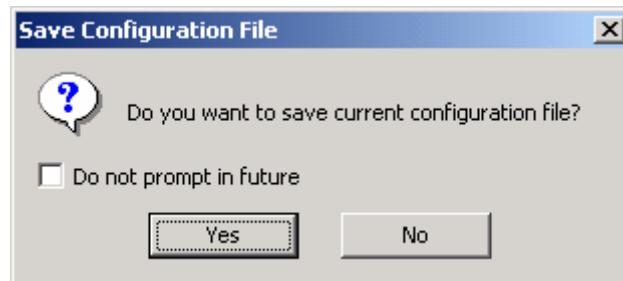 Save Configuration File
Do you want to save current configuration file?
Do not prompt in future
Yes
No